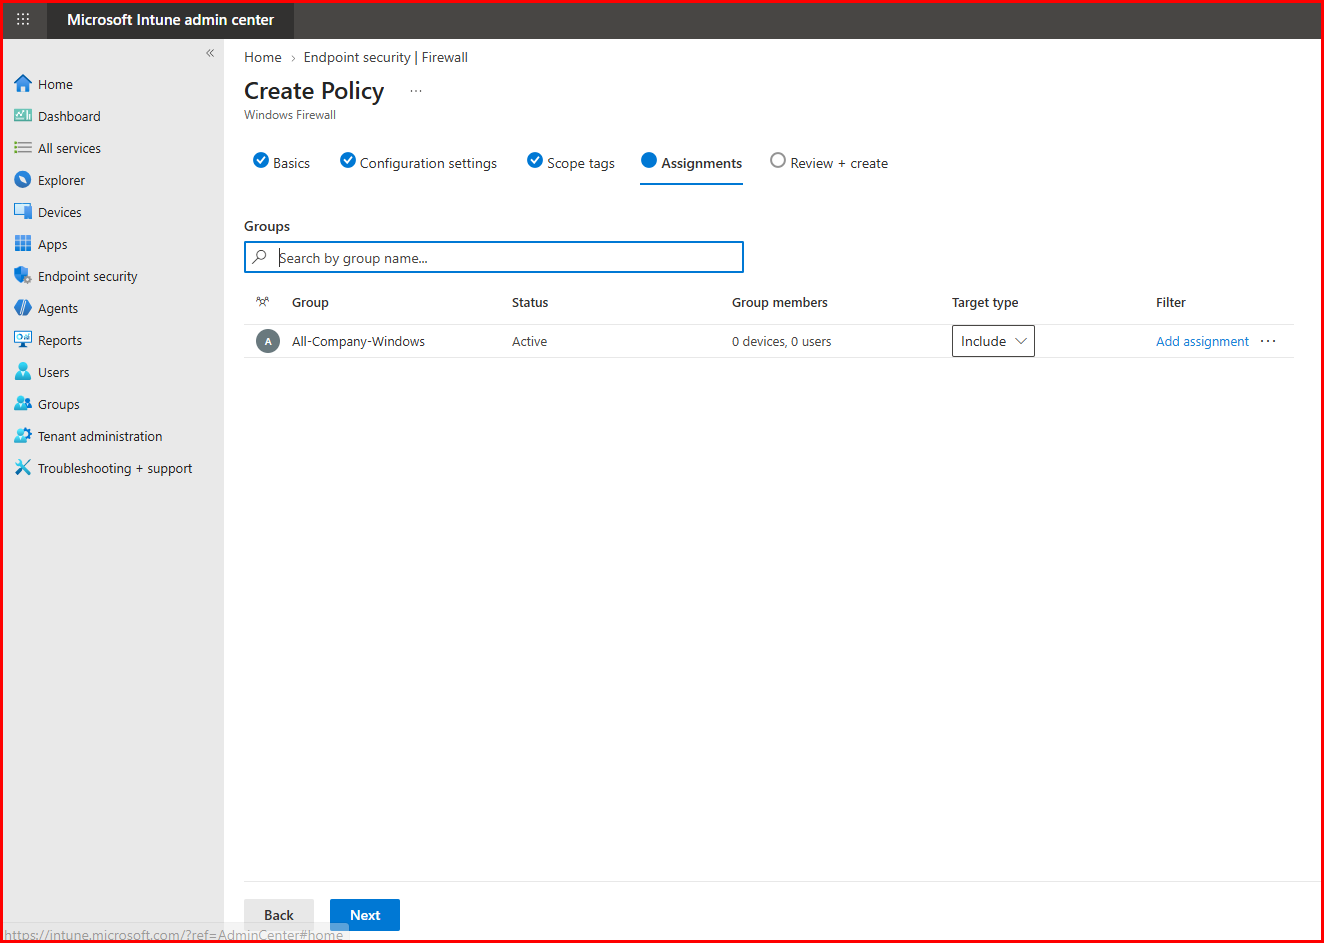 Microsoft Intune admin center
«
Home
Dashboard
All services
Explorer
Devices
Apps
Endpoint security
Agents
Reports
Users
Groups
Tenant administration
Troubleshooting + support
Home › Endpoint security | Firewall
Create Policy ...
Windows Firewall
Basics Configuration settings Scope tags Assignments Review + create
Groups
Search by group name...
Group Status Group members Target type Filter
A All-Company-Windows Active 0 devices, 0 users Include Add assignment ...
Back Next
https://intune.microsoft.com/?ref=AdminCenter#home